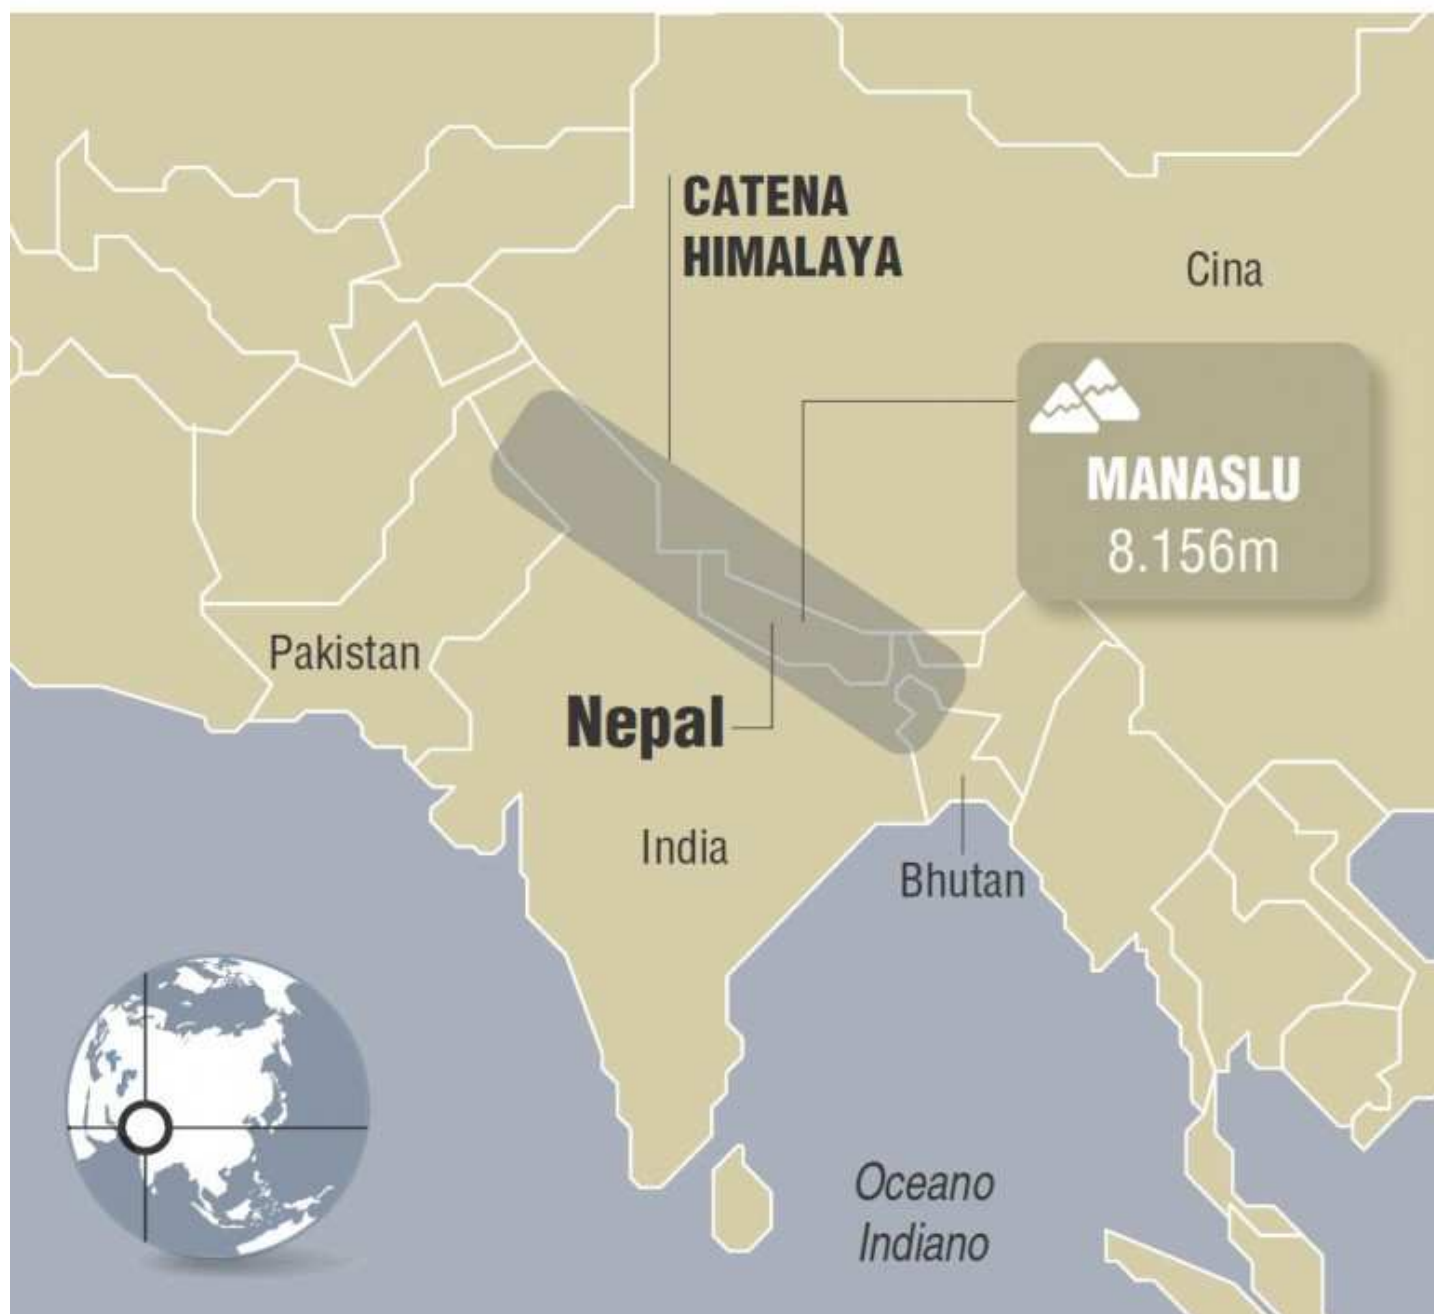 CATENA
HIMALAYA
Cina
MANASLU
8.156m
Pakistan
Nepal
India
Bhutan
Oceano
Indiano